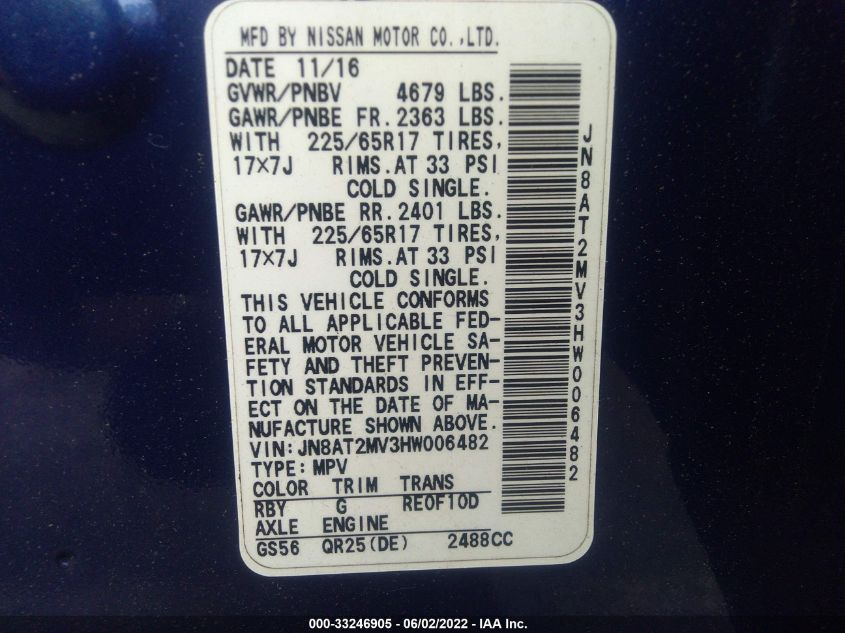 MFD BY NISSAN MOTOR CO.,LTD.
DATE 11/16
GVWR/PNBV 4679 LBS.
GAWR/PNBE FR.2363 LBS.
WITH 225/65R17 TIRES,
17×7J RIMS.AT 33 PSI
COLD SINGLE.
GAWR/PNBE RR.2401 LBS.
WITH 225/65R17 TIRES,
17×7J RIMS.AT 33 PSI
COLD SINGLE.
THIS VEHICLE CONFORMS
TO ALL APPLICABLE FED-
ERAL MOTOR VEHICLE SA-
FETY AND THEFT PREVEN-
TION STANDARDS IN EFF-
ECT ON THE DATE OF MA-
NUFACTURE SHOWN ABOVE.
VIN:JN8AT2MV3HW006482
TYPE:MPV
COLOR TRIM TRANS
RBY G RE0F10D
AXLE ENGINE
GS56 QR25(DE) 2488CC
JN8AT2MV3HW006482
000-33246905 - 06/02/2022 - IAA Inc.